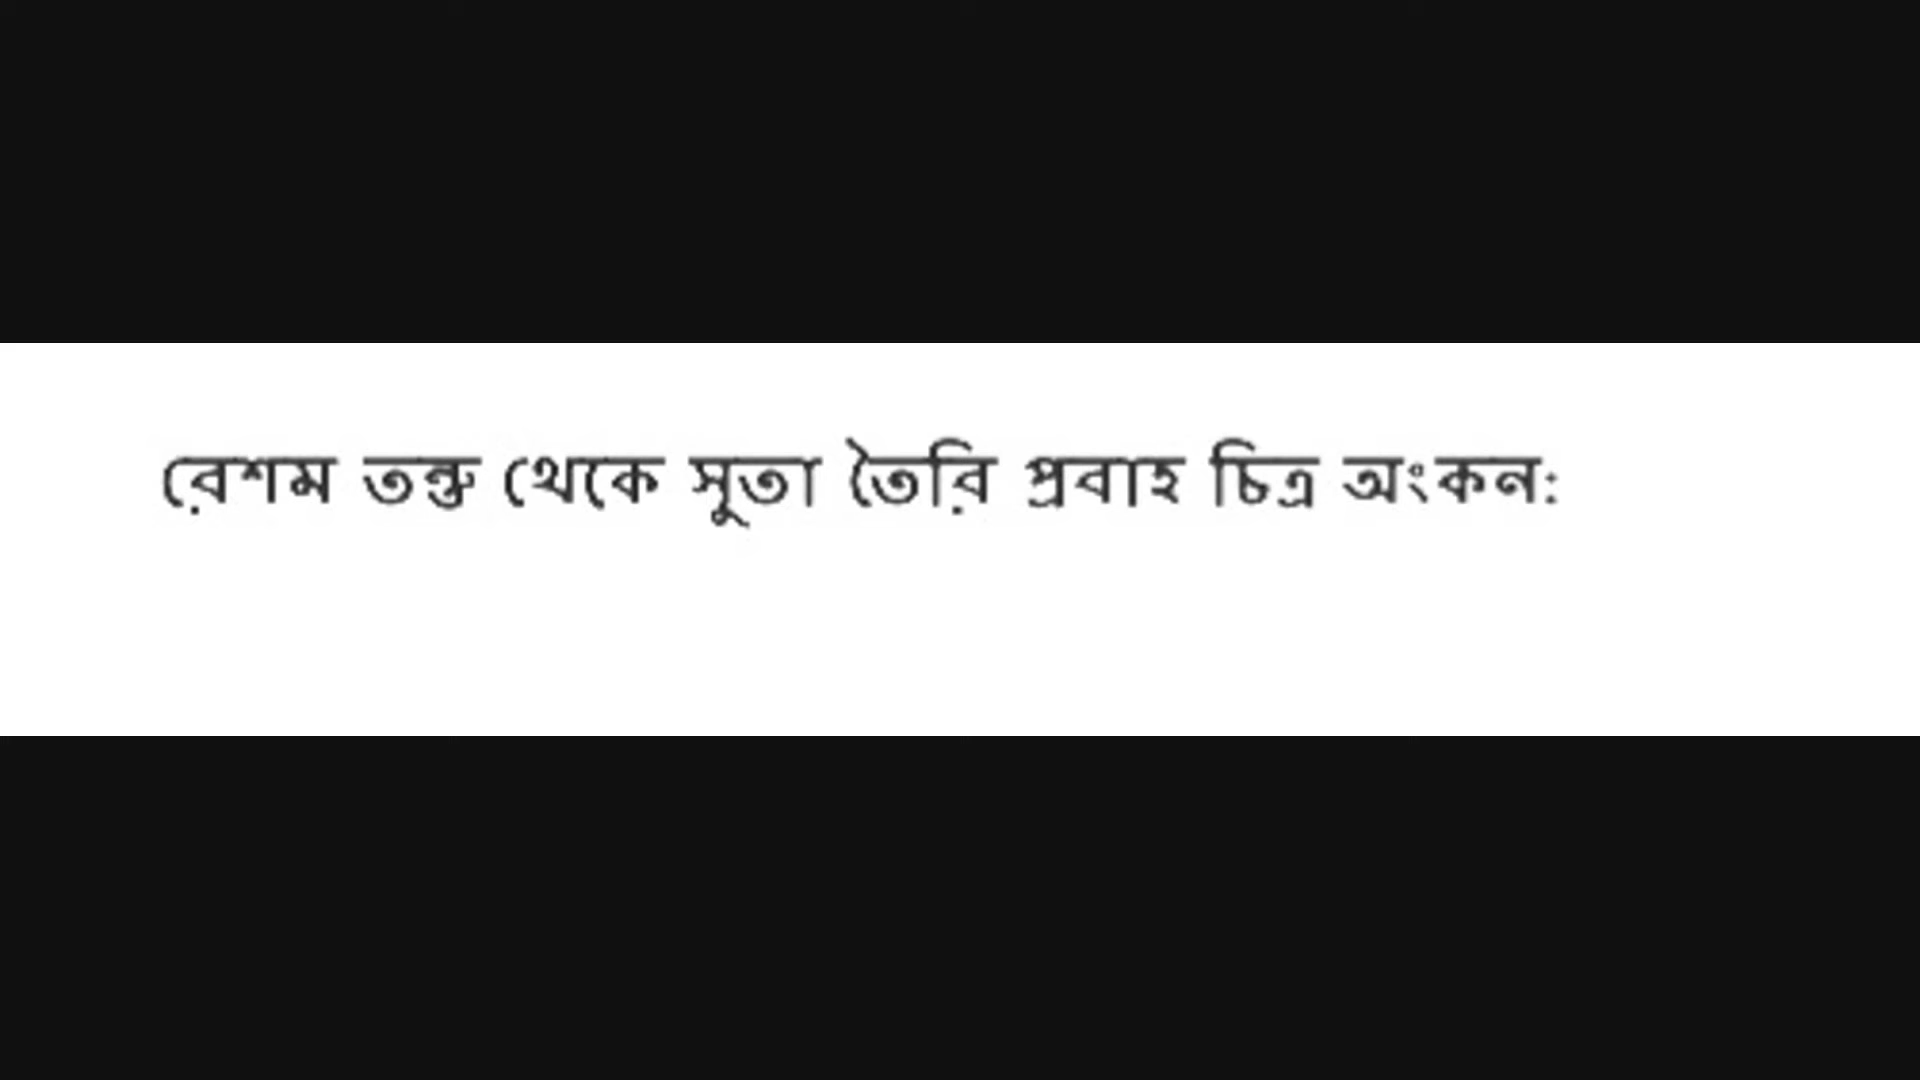 রেশম তন্তু থেকে সুতা তৈরি প্রবাহ চিত্র অংকন: